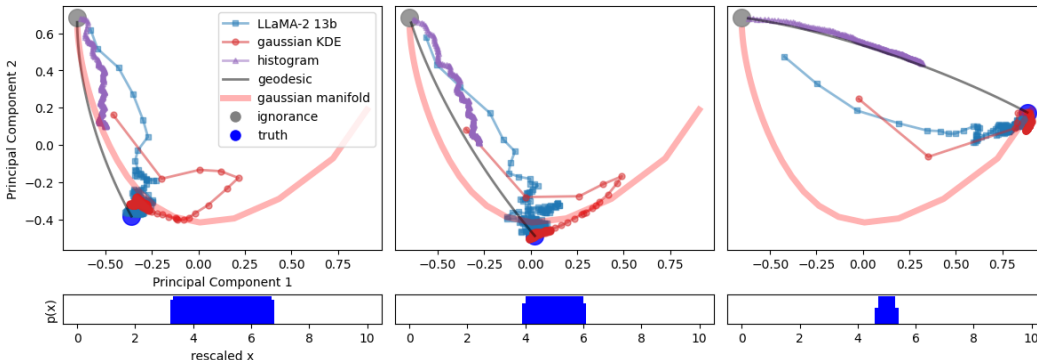 LLaMA-2 13b
gaussian KDE
histogram
geodesic
gaussian manifold
ignorance
truth
Principal Component 2
0.6
0.4
0.2
0.0
−0.2
−0.4
−0.50 −0.25 0.00 0.25 0.50 0.75
−0.50 −0.25 0.00 0.25 0.50 0.75
−0.50 −0.25 0.00 0.25 0.50 0.75
Principal Component 1
p(x)
0 2 4 6 8 10
0 2 4 6 8 10
0 2 4 6 8 10
rescaled x